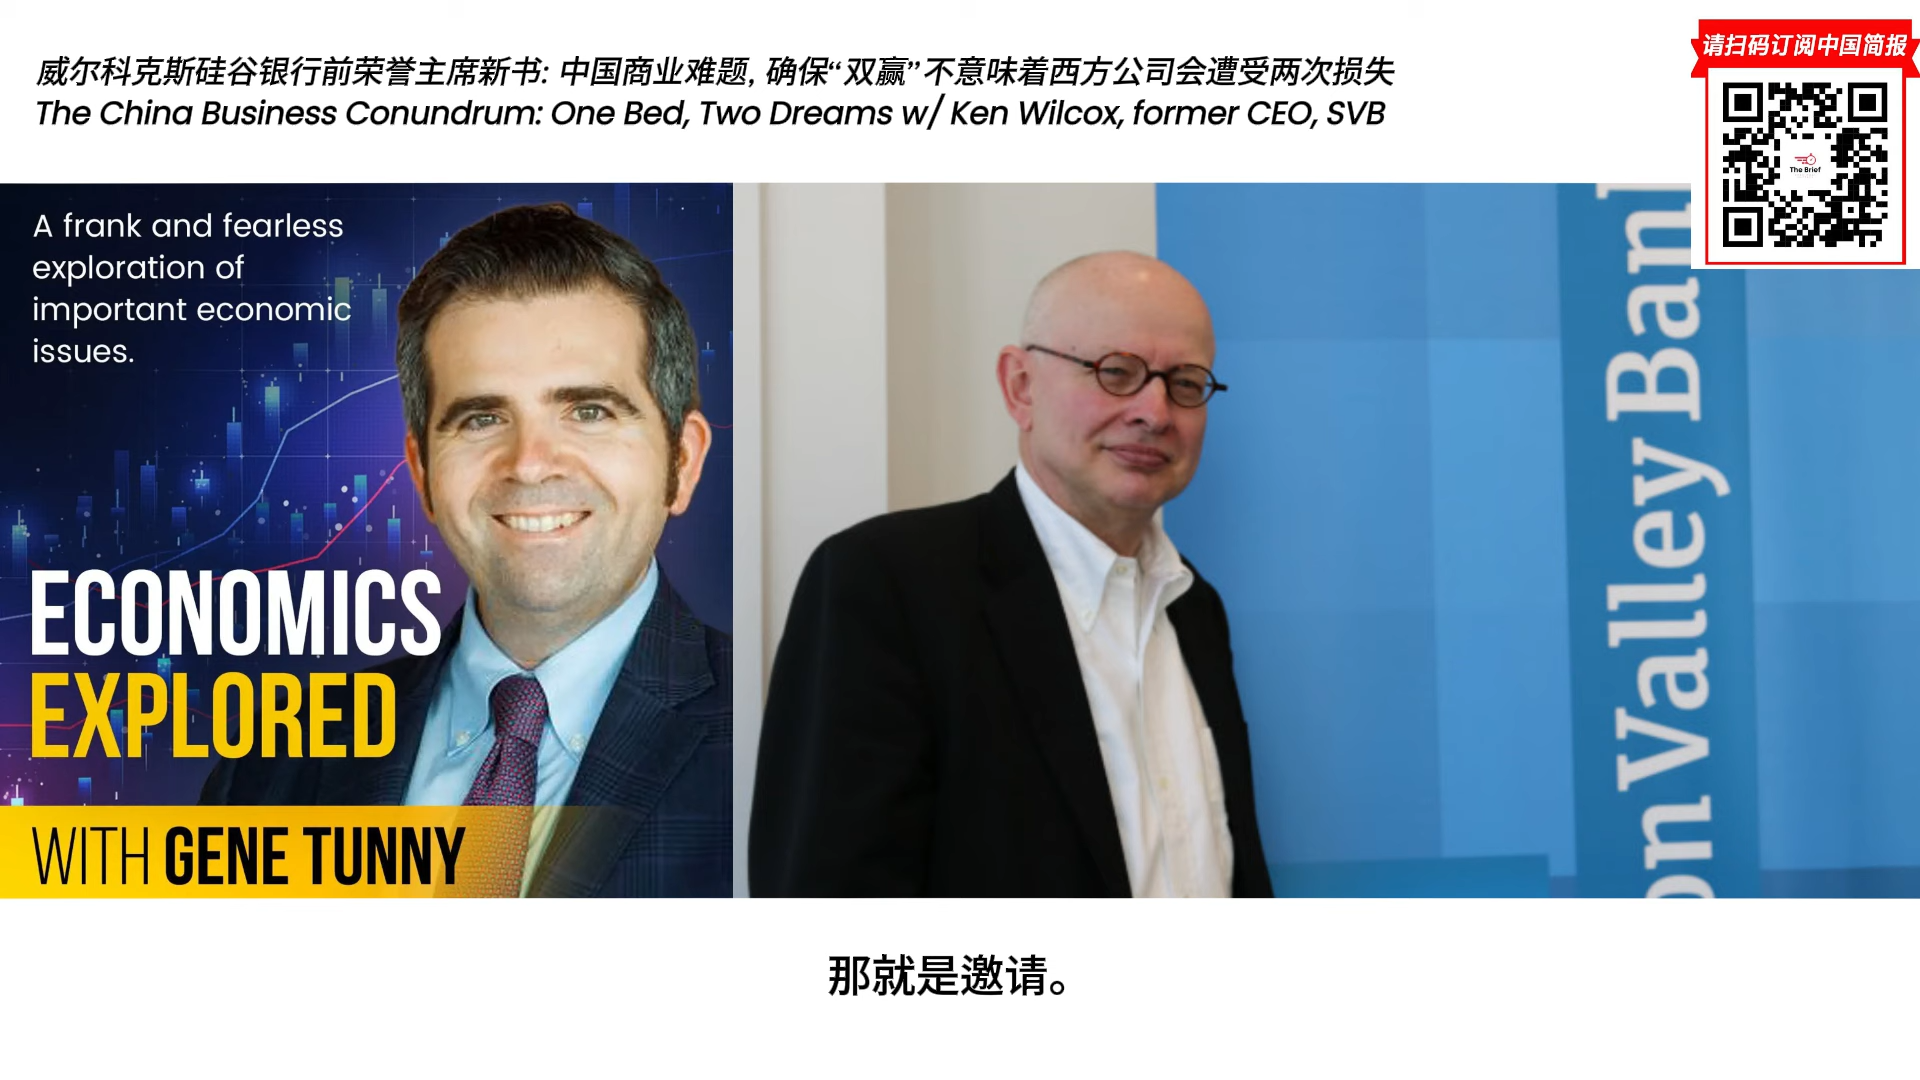 威尔科克斯硅谷银行前荣誉主席新书: 中国商业难题, 确保“双赢”不意味着西方公司会遭受两次损失
The China Business Conundrum: One Bed, Two Dreams w/ Ken Wilcox, former CEO, SVB
请扫码订阅中国简报
The Brief
A frank and fearless
exploration of
important economic
issues.
ECONOMICS
EXPLORED
WITH GENE TUNNY
on Valley Bank
那就是邀请。